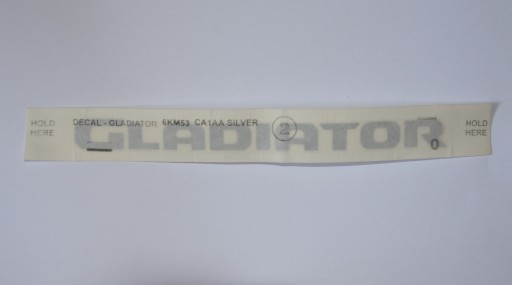 HOLD HERE
DECAL - GLADIATOR 6KM53 CA1AA SILVER
2
GLADIATOR
0
HOLD HERE